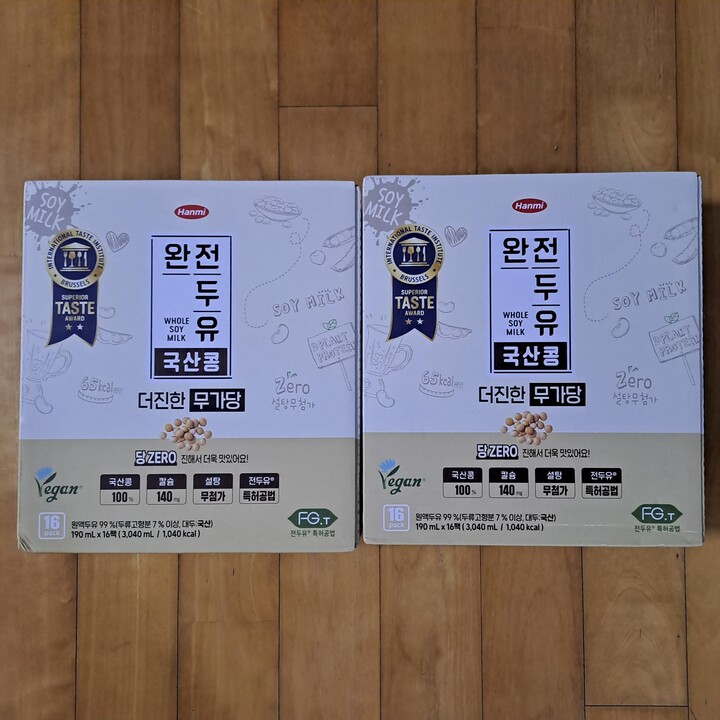 SOY
MILK
Hanmi
INTERNATIONAL TASTE INSTITUTE
BRUSSELS
SUPERIOR
TASTE
AWARD
완전
두
유
WHOLE
SOY
MILK
국산콩
SOY MILK
PLANT
PROTEIN
65kcal
Zero
설탕무첨가
더진한 무가당
당ZERO 진해서 더욱 맛있어요!
Vegan
국산콩 칼슘 설탕 전두유®
100% 140mg 무첨가 특허공법
16
pack
원액두유 99 %(두류고형분 7 % 이상, 대두:국산)
190 mL x 16팩 (3,040 mL / 1,040 kcal)
FG.T
전두유® 특허공법
SOY
MILK
Hanmi
INTERNATIONAL TASTE INSTITUTE
BRUSSELS
SUPERIOR
TASTE
AWARD
완전
두
유
WHOLE
SOY
MILK
국산콩
SOY MILK
PLANT
PROTEIN
65kcal
Zero
설탕무첨가
더진한 무가당
당ZERO 진해서 더욱 맛있어요!
Vegan
국산콩 칼슘 설탕 전두유®
100% 140mg 무첨가 특허공법
16
pack
원액두유 99 %(두류고형분 7 % 이상, 대두:국산)
190 mL x 16팩 (3,040 mL / 1,040 kcal)
FG.T
전두유® 특허공법